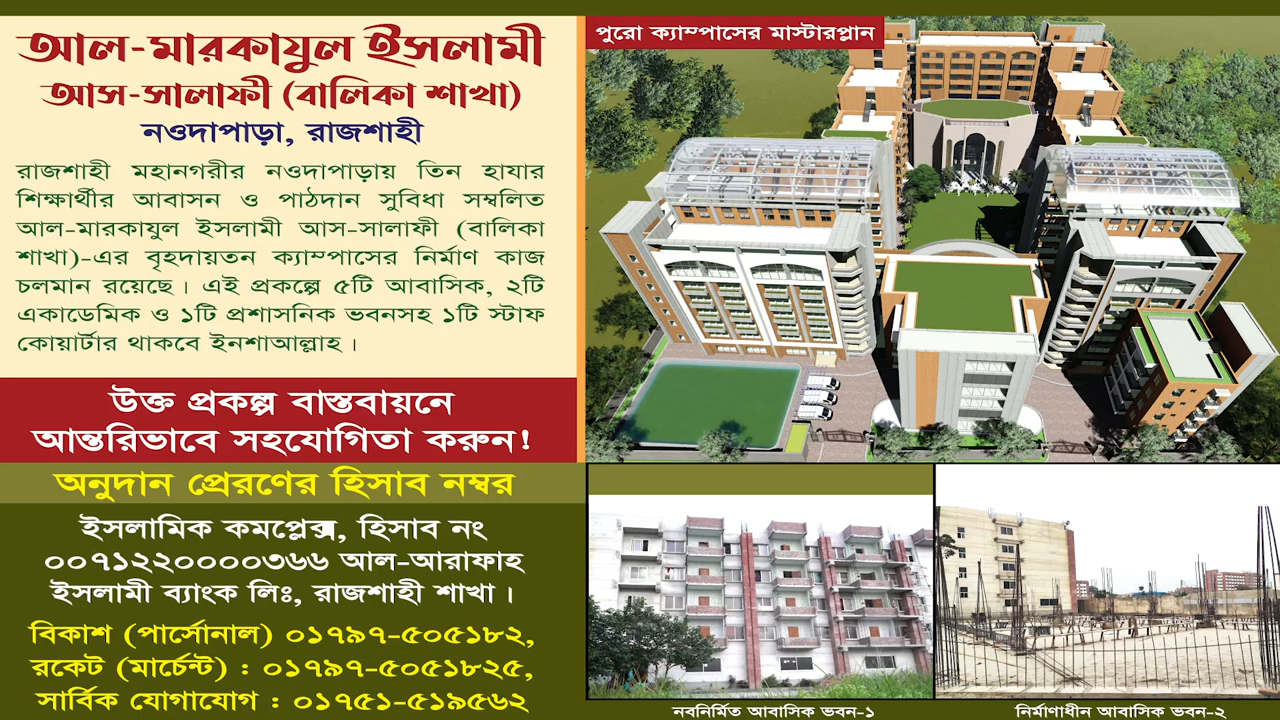 আল-মারকাযুল ইসলামী
আস-সালাফী (বালিকা শাখা)
নওদাপাড়া, রাজশাহী
রাজশাহী মহানগরীর নওদাপাড়ায় তিন হাযার
শিক্ষার্থীর আবাসন ও পাঠদান সুবিধা সম্বলিত
আল-মারকাযুল ইসলামী আস-সালাফী (বালিকা
শাখা)-এর বৃহদায়তন ক্যাম্পাসের নির্মাণ কাজ
চলমান রয়েছে। এই প্রকল্পে ৫টি আবাসিক, ২টি
একাডেমিক ও ১টি প্রশাসনিক ভবনসহ ১টি স্টাফ
কোয়ার্টার থাকবে ইনশাআল্লাহ।
উক্ত প্রকল্প বাস্তবায়নে
আন্তরিভাবে সহযোগিতা করুন!
অনুদান প্রেরণের হিসাব নম্বর
ইসলামিক কমপ্লেক্স, হিসাব নং
০০৭১২২০০০০৩৬৬ আল-আরাফাহ
ইসলামী ব্যাংক লিঃ, রাজশাহী শাখা।
বিকাশ (পার্সোনাল) ০১৭৯৭-৫০৫১৮২,
রকেট (মার্চেন্ট) : ০১৭৯৭-৫০৫১৮২৫,
সার্বিক যোগাযোগ : ০১৭৫১-৫১৯৫৬২
পুরো ক্যাম্পাসের মাস্টারপ্লান
নবনির্মিত আবাসিক ভবন-১
নির্মাণাধীন আবাসিক ভবন-২